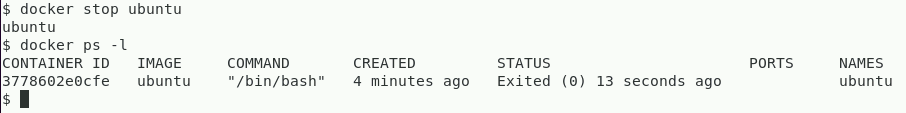 $ docker stop ubuntu
ubuntu
$ docker ps -l
CONTAINER ID   IMAGE     COMMAND       CREATED         STATUS                      PORTS     NAMES
3778602e0cfe   ubuntu    "/bin/bash"   4 minutes ago   Exited (0) 13 seconds ago             ubuntu
$